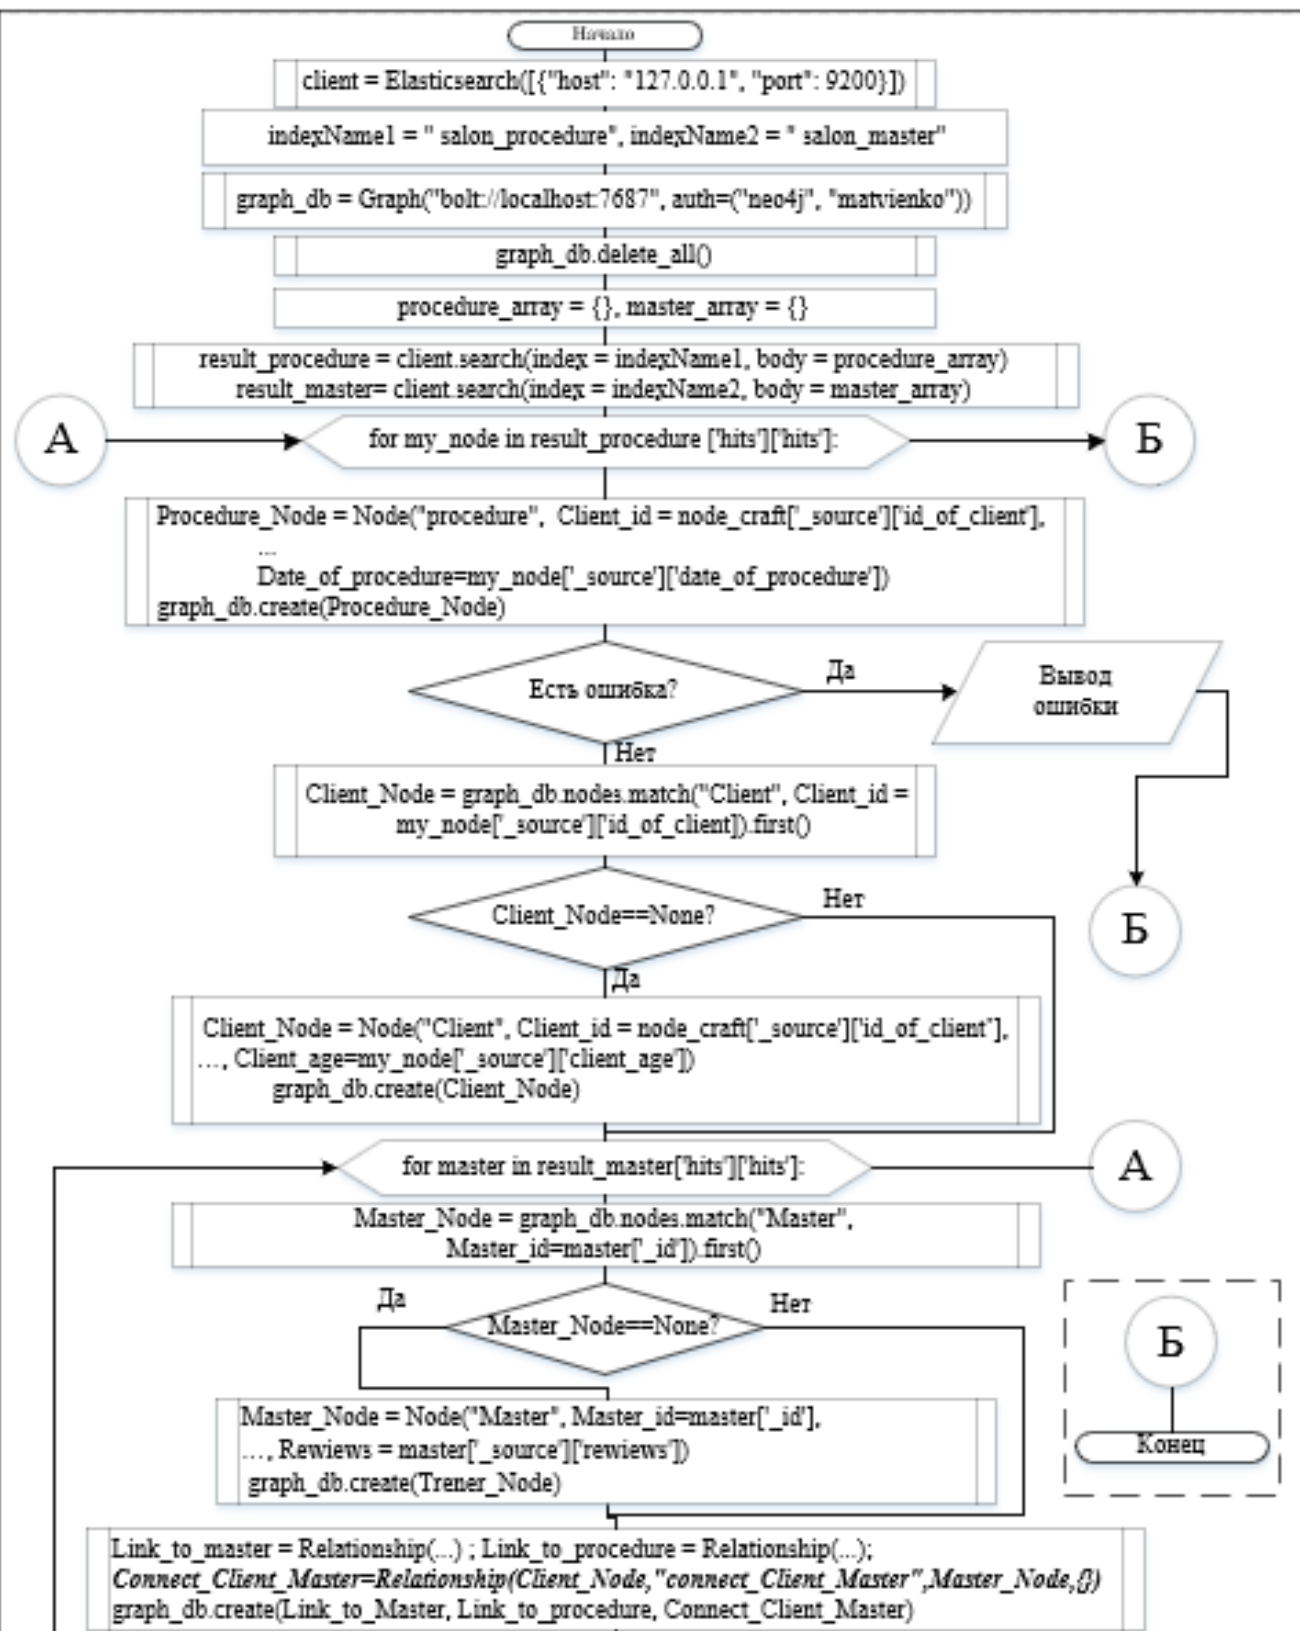 Начало
client = Elasticsearch([{"host": "127.0.0.1", "port": 9200}])
indexName1 = " salon_procedure", indexName2 = " salon_master"
graph_db = Graph("bolt://localhost:7687", auth=("neo4j", "matvienko"))
graph_db.delete_all()
procedure_array = {}, master_array = {}
result_procedure = client.search(index = indexName1, body = procedure_array)
result_master= client.search(index = indexName2, body = master_array)
А
for my_node in result_procedure ['hits']['hits']:
Б
Procedure_Node = Node("procedure", Client_id = node_craft['_source']['id_of_client'],
...
Date_of_procedure=my_node['_source']['date_of_procedure'])
graph_db.create(Procedure_Node)
Есть ошибка?
Да
Вывод
ошибки
Нет
Client_Node = graph_db.nodes.match("Client", Client_id =
my_node['_source']['id_of_client]).first()
Client_Node==None?
Нет
Б
Да
Client_Node = Node("Client", Client_id = node_craft['_source']['id_of_client'],
..., Client_age=my_node['_source']['client_age'])
graph_db.create(Client_Node)
for master in result_master['hits']['hits']:
А
Master_Node = graph_db.nodes.match("Master",
Master_id=master['_id']).first()
Да
Master_Node==None?
Нет
Master_Node = Node("Master", Master_id=master['_id'],
..., Rewiews = master['_source']['rewiews'])
graph_db.create(Trener_Node)
Б
Конец
Link_to_master = Relationship(...) ; Link_to_procedure = Relationship(...);
Connect_Client_Master=Relationship(Client_Node,"connect_Client_Master",Master_Node,{})
graph_db.create(Link_to_Master, Link_to_procedure, Connect_Client_Master)